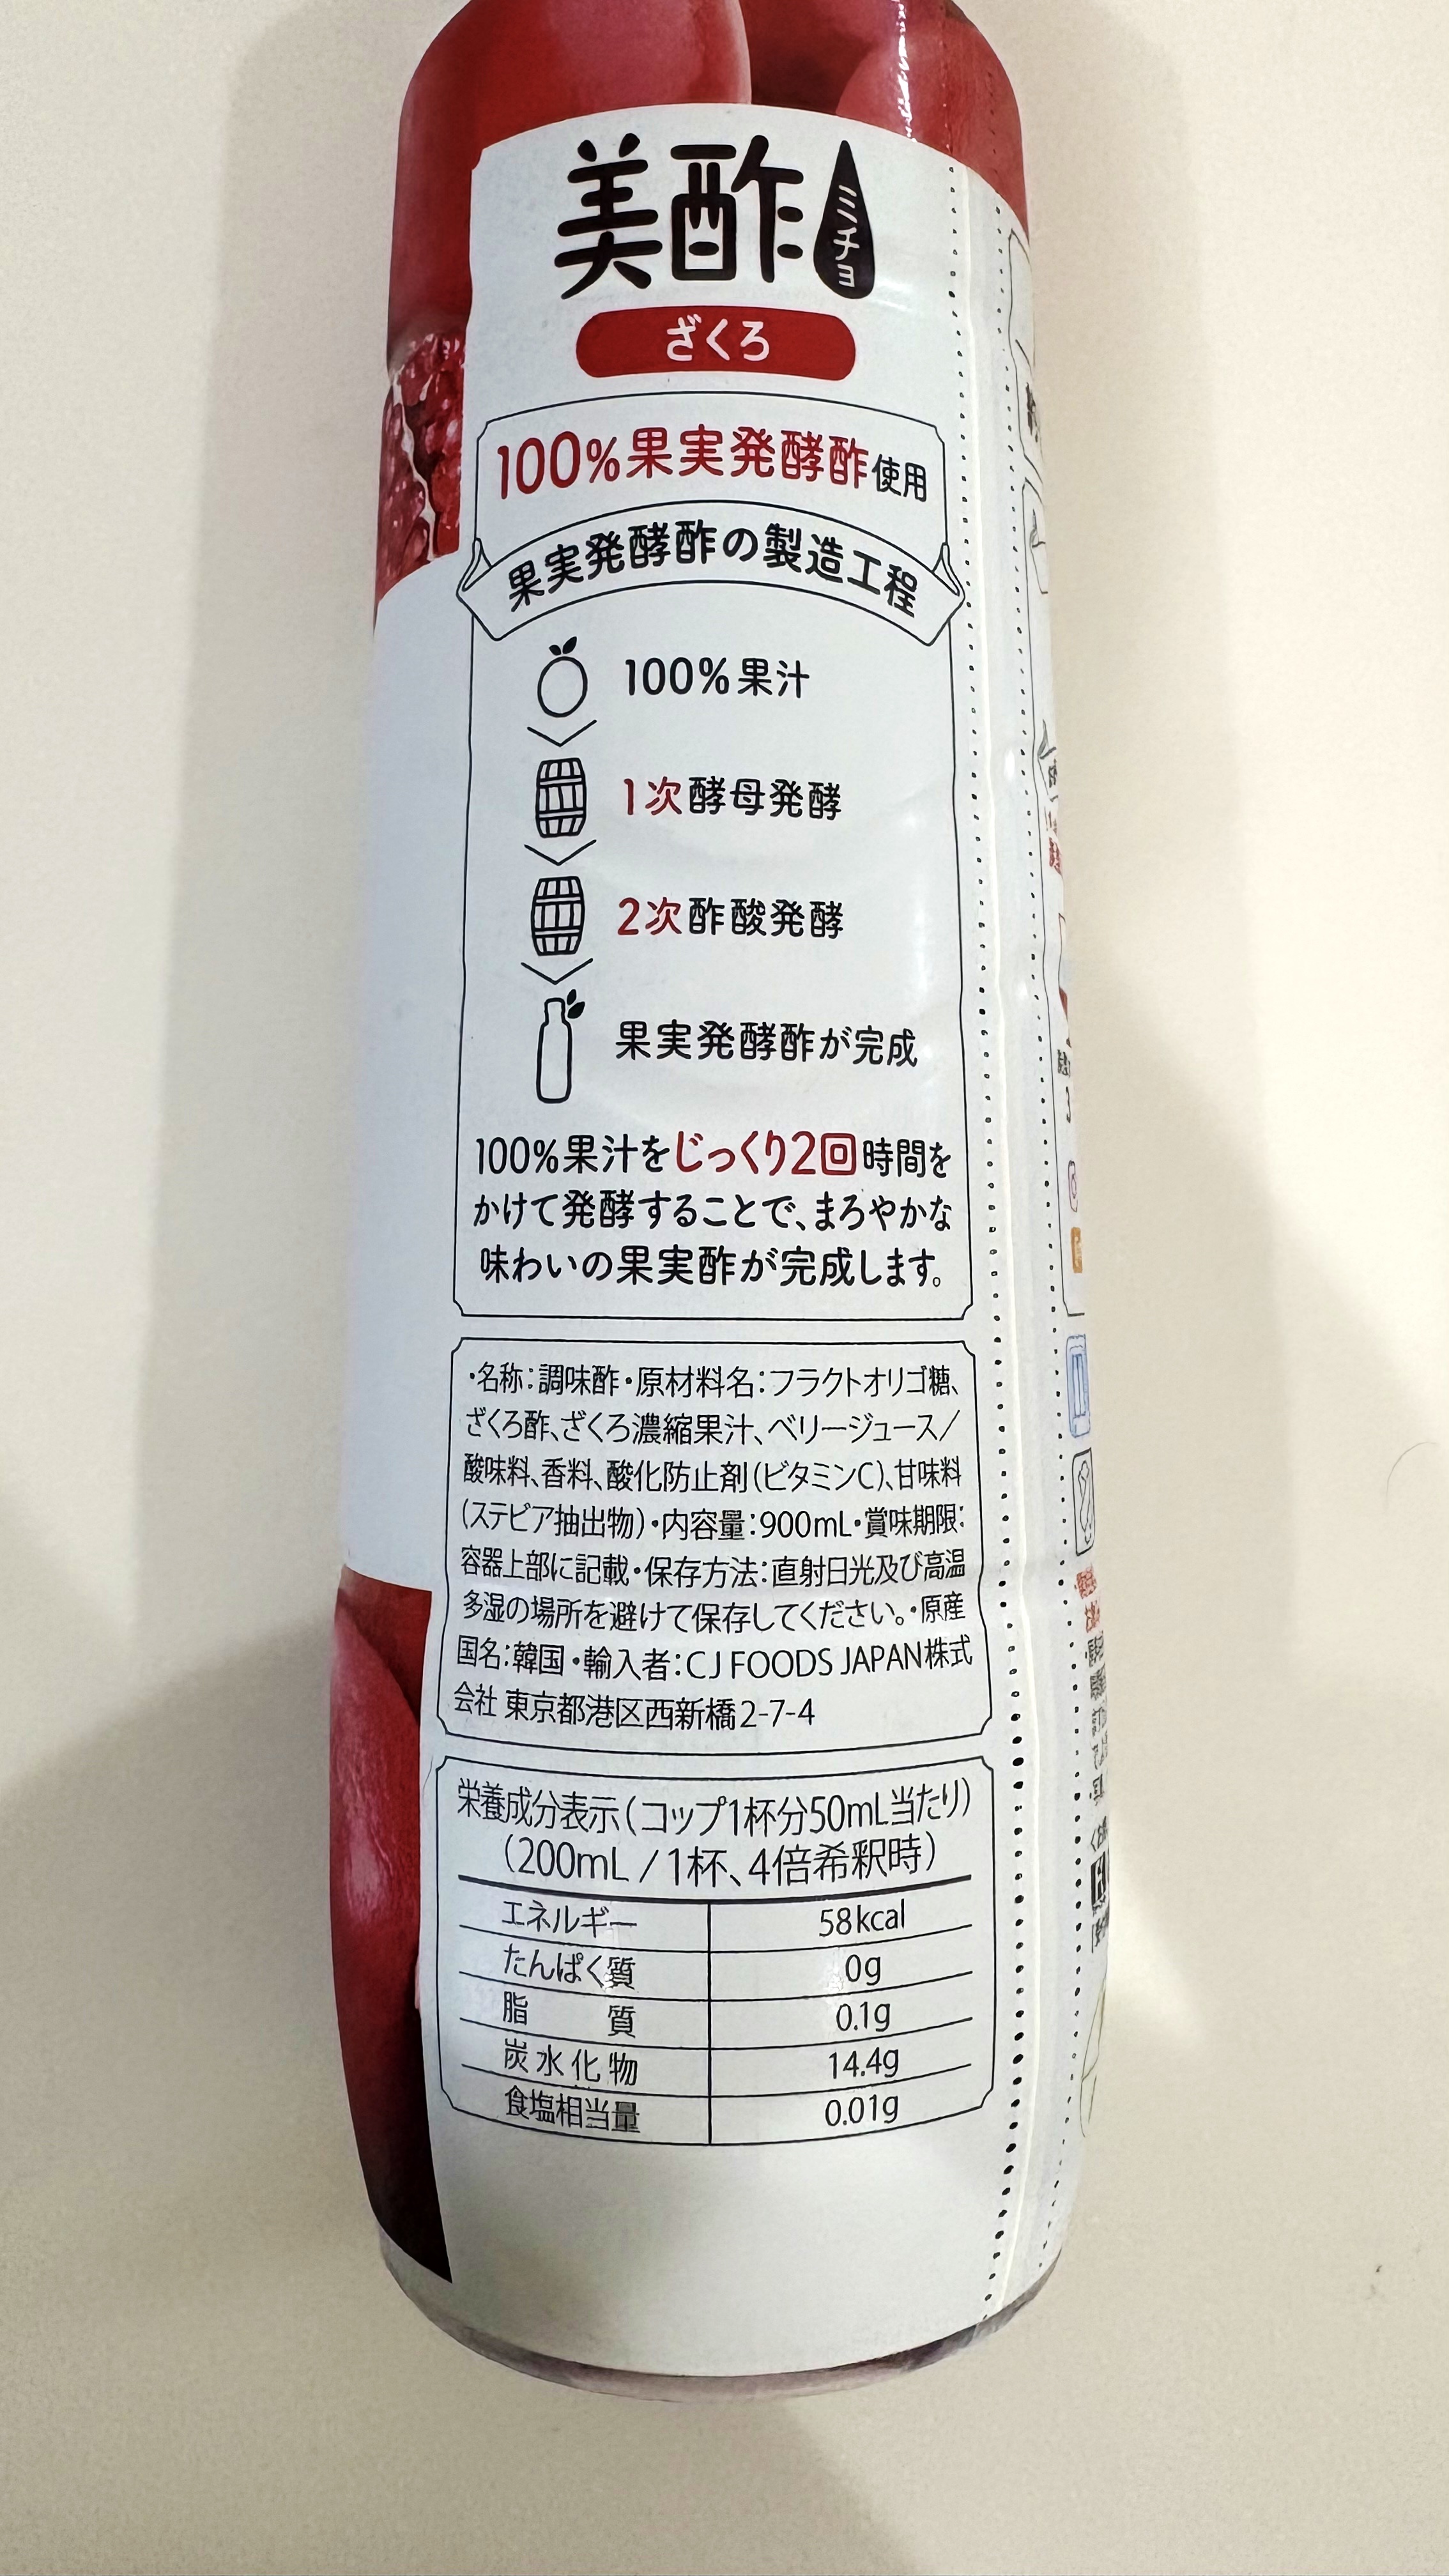 美酢
ミチョ
ざくろ
100%果実発酵酢使用
果実発酵酢の製造工程
100%果汁
1次酵母発酵
2次酢酸発酵
果実発酵酢が完成
100%果汁をじっくり2回時間を
かけて発酵することで、まろやかな
味わいの果実酢が完成します。
・名称：調味酢・原材料名：フラクトオリゴ糖、
ざくろ酢、ざくろ濃縮果汁、ベリージュース／
酸味料、香料、酸化防止剤（ビタミンC）、甘味料
（ステビア抽出物）・内容量：900mL・賞味期限：
容器上部に記載・保存方法：直射日光及び高温
多湿の場所を避けて保存してください。・原産
国名：韓国・輸入者：CJ FOODS JAPAN株式
会社 東京都港区西新橋2-7-4
栄養成分表示（コップ1杯分50mL当たり）
（200mL / 1杯、4倍希釈時）
エネルギー 58kcal
たんぱく質 0g
脂質 0.1g
炭水化物 14.4g
食塩相当量 0.01g